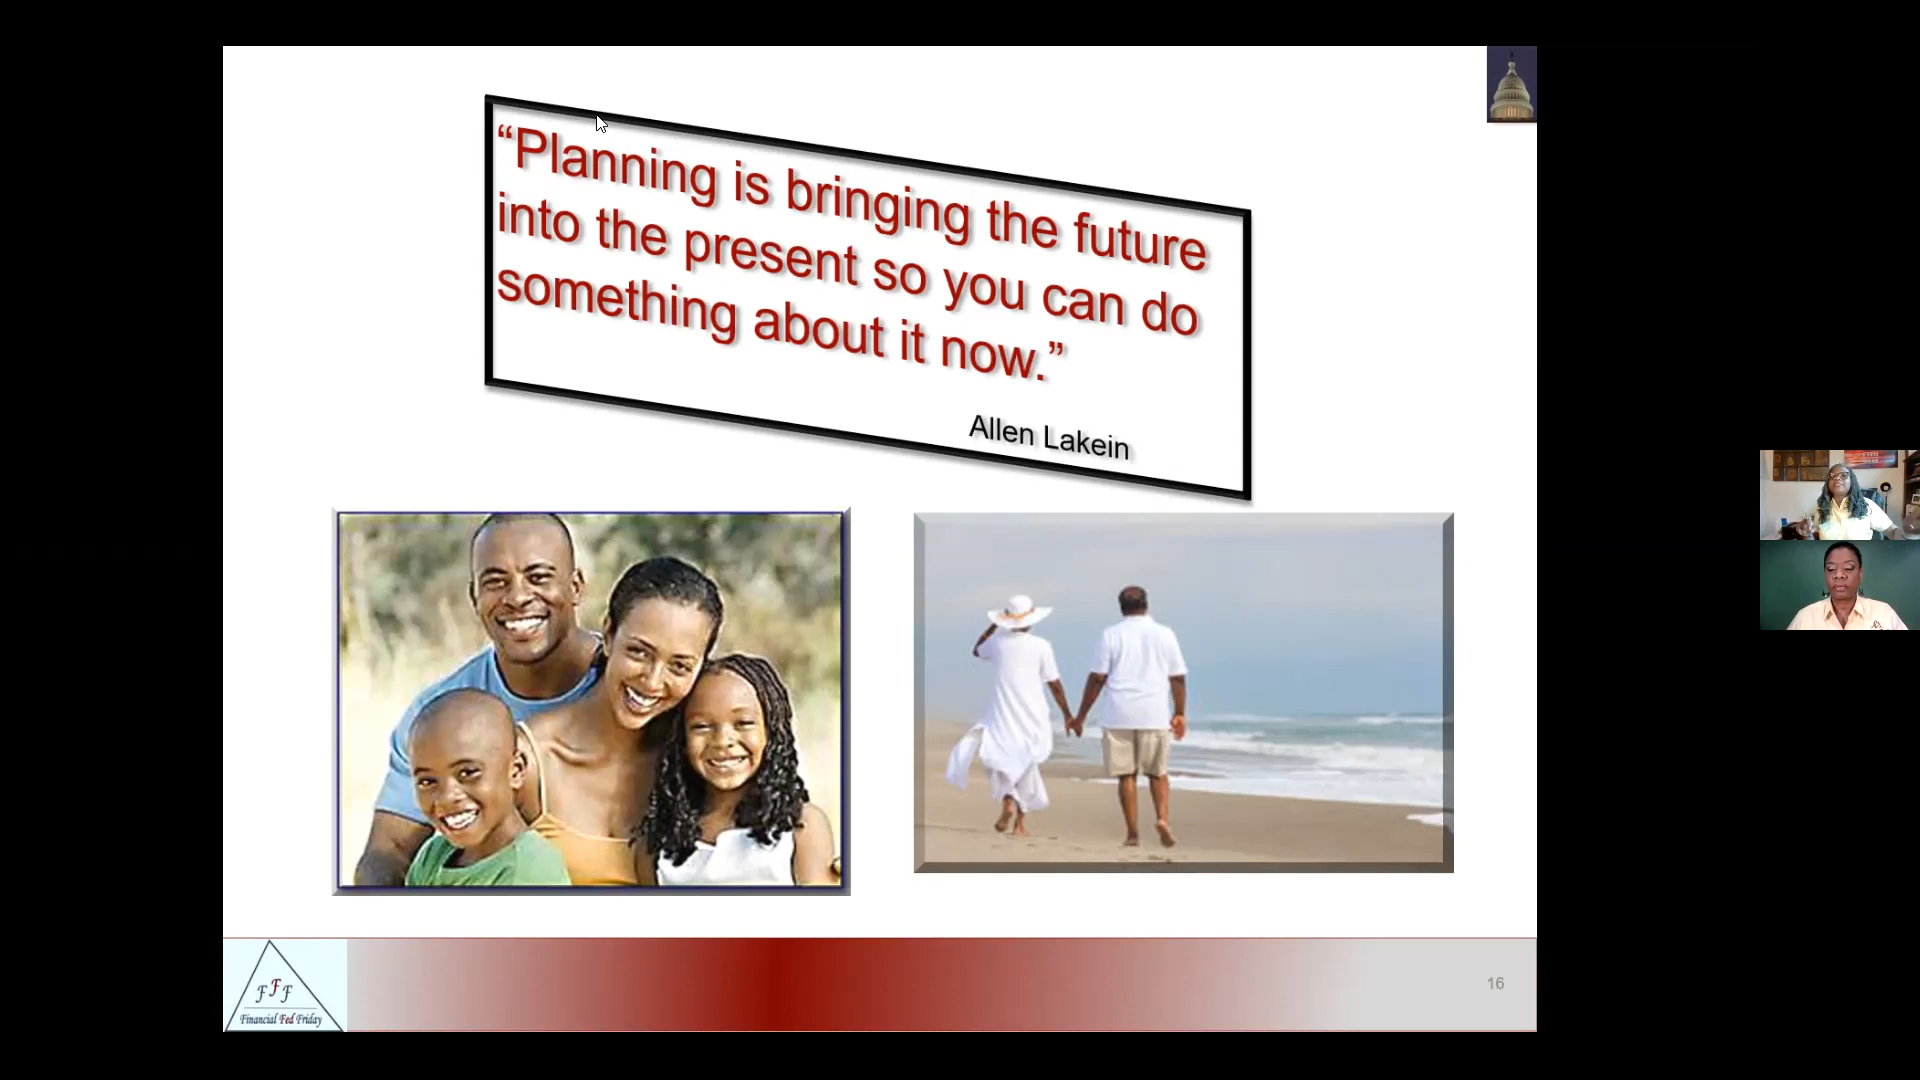 “Planning is bringing the future
into the present so you can do
something about it now.”
Allen Lakein
FFF
Financial Fed Friday
16